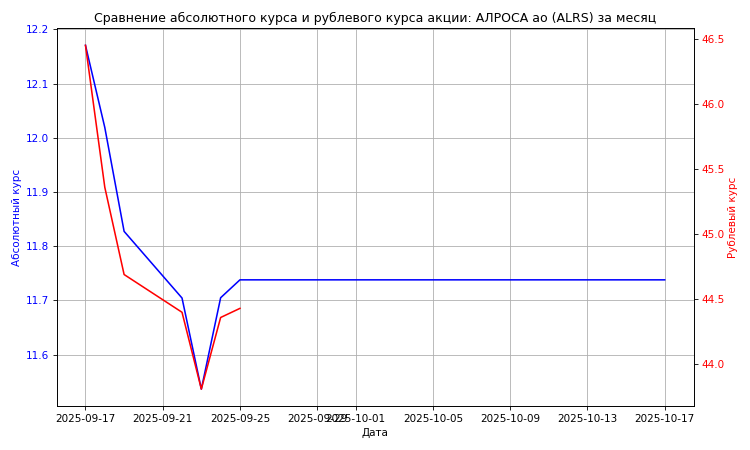 Сравнение абсолютного курса и рублевого курса акции: АЛРОСА ао (ALRS) за месяц
12.2
12.1
12.0
11.9
11.8
11.7
11.6
Абсолютный курс
46.5
46.0
45.5
45.0
44.5
44.0
Рублевый курс
2025-09-17 2025-09-21 2025-09-25 2025-09-29 2025-10-01 2025-10-05 2025-10-09 2025-10-13 2025-10-17
Дата